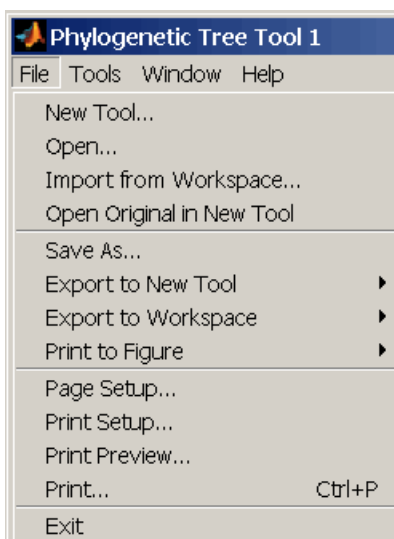 Phylogenetic Tree Tool 1
File Tools Window Help
New Tool...
Open...
Import from Workspace...
Open Original in New Tool
Save As...
Export to New Tool
Export to Workspace
Print to Figure
Page Setup...
Print Setup...
Print Preview...
Print... Ctrl+P
Exit